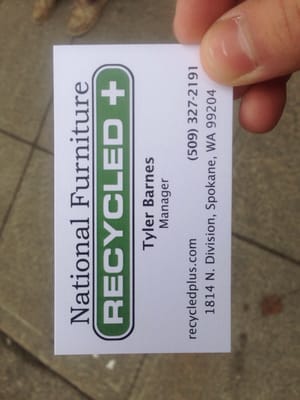 National Furniture
RECYCLED +
Tyler Barnes
Manager
recycledplus.com (509) 327-2191
1814 N. Division, Spokane, WA 99204